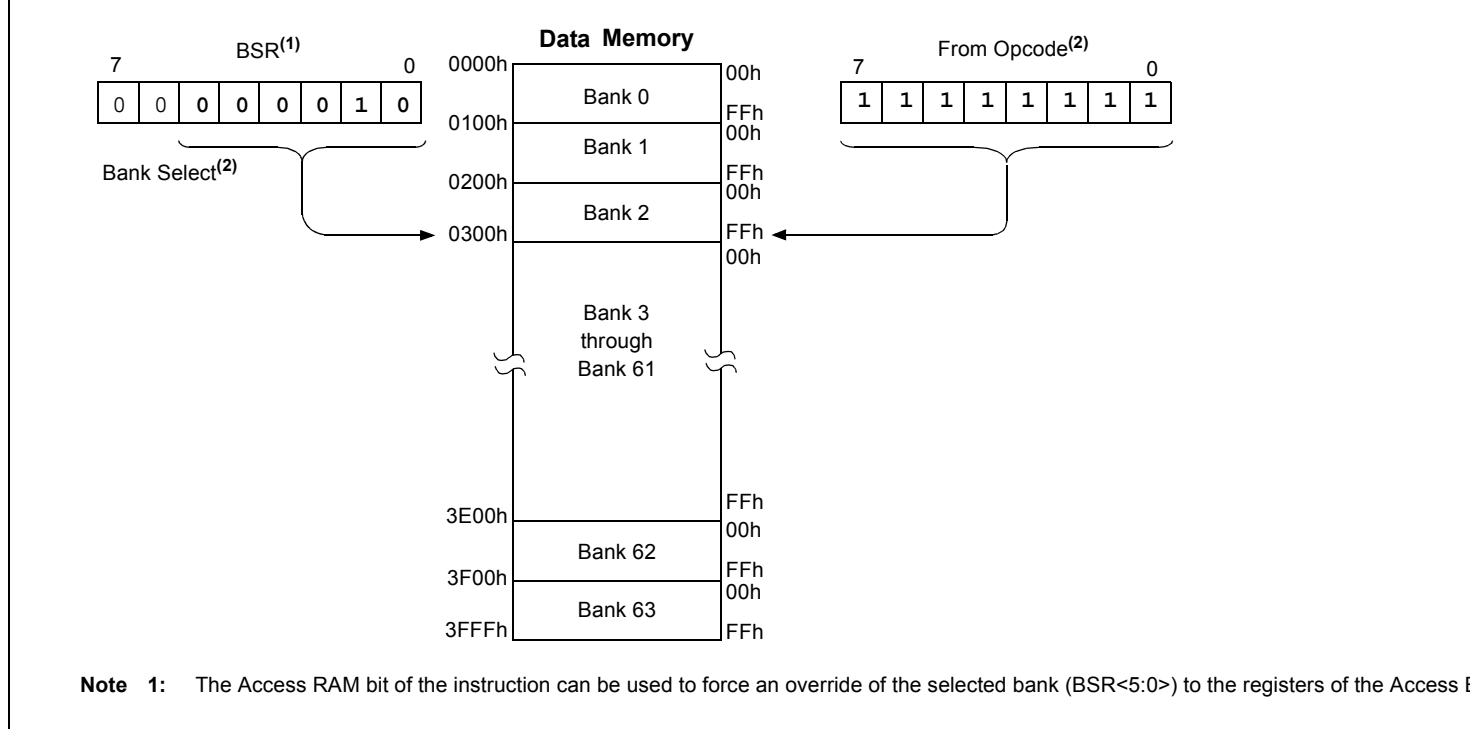 Data Memory
BSR(1)
7 0
0 0 0 0 0 0 1 0
Bank Select(2)
From Opcode(2)
7 0
1 1 1 1 1 1 1 1
0000h
00h
Bank 0
FFh
0100h
00h
Bank 1
FFh
0200h
00h
Bank 2
FFh
0300h
00h
Bank 3
through
Bank 61
FFh
3E00h
00h
Bank 62
FFh
3F00h
00h
Bank 63
3FFFh
FFh
Note 1: The Access RAM bit of the instruction can be used to force an override of the selected bank (BSR<5:0>) to the registers of the Access